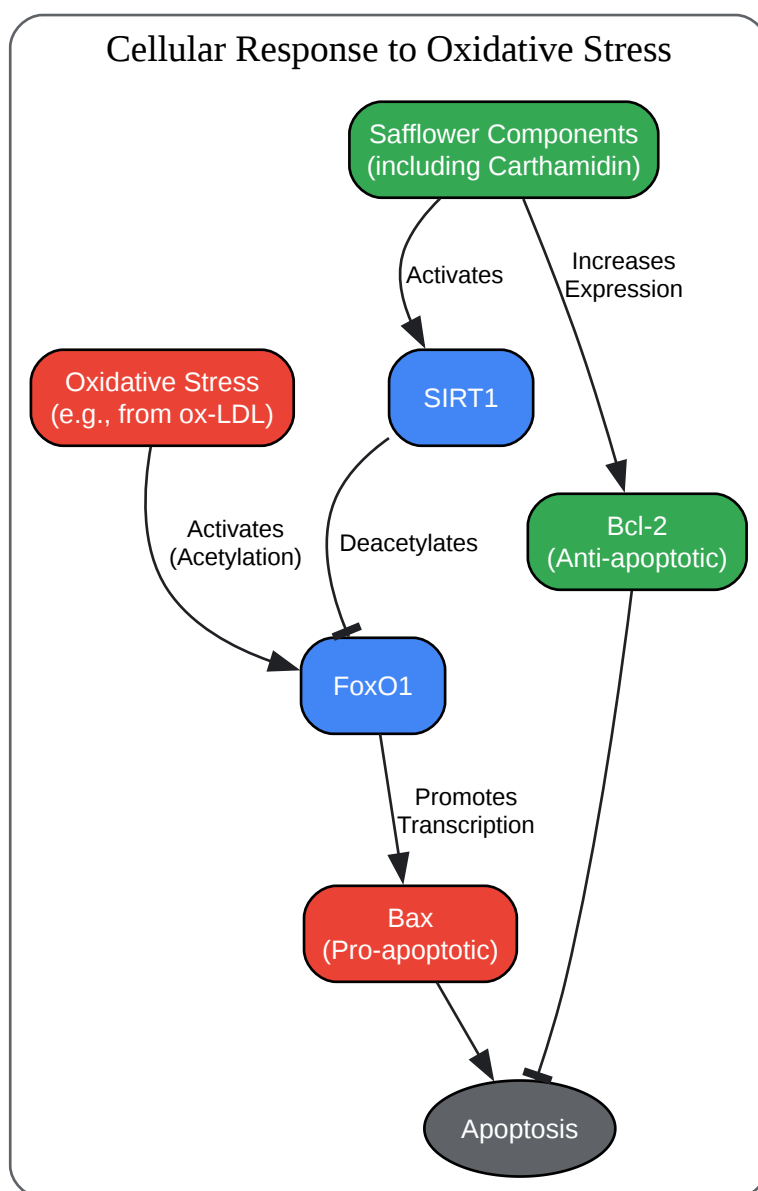 Cellular Response to Oxidative Stress
Safflower Components
(including Carthamidin)
Activates
Increases
Expression
Oxidative Stress
(e.g., from ox-LDL)
SIRT1
Activates
(Acetylation)
Deacetylates
Bcl-2
(Anti-apoptotic)
FoxO1
Promotes
Transcription
Bax
(Pro-apoptotic)
Apoptosis